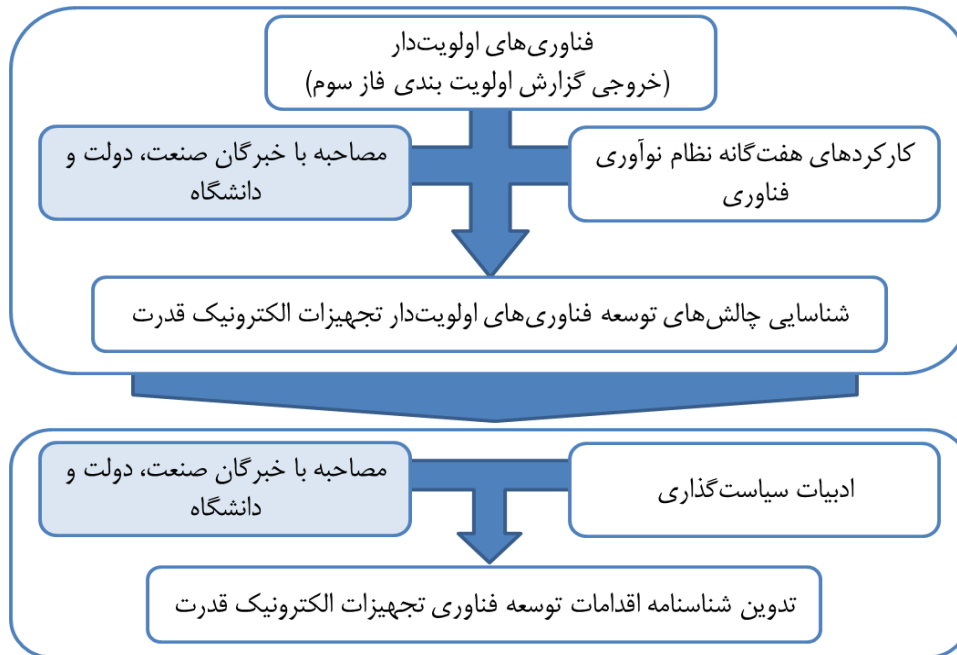 فناوری‌های اولویت‌دار
(خروجی گزارش اولویت بندی فاز سوم)
کارکردهای هفت‌گانه نظام نوآوری
فناوری
مصاحبه با خبرگان صنعت، دولت و
دانشگاه
شناسایی چالش‌های توسعه فناوری‌های اولویت‌دار تجهیزات الکترونیک قدرت
ادبیات سیاست‌گذاری
مصاحبه با خبرگان صنعت، دولت و
دانشگاه
تدوین شناسنامه اقدامات توسعه فناوری تجهیزات الکترونیک قدرت